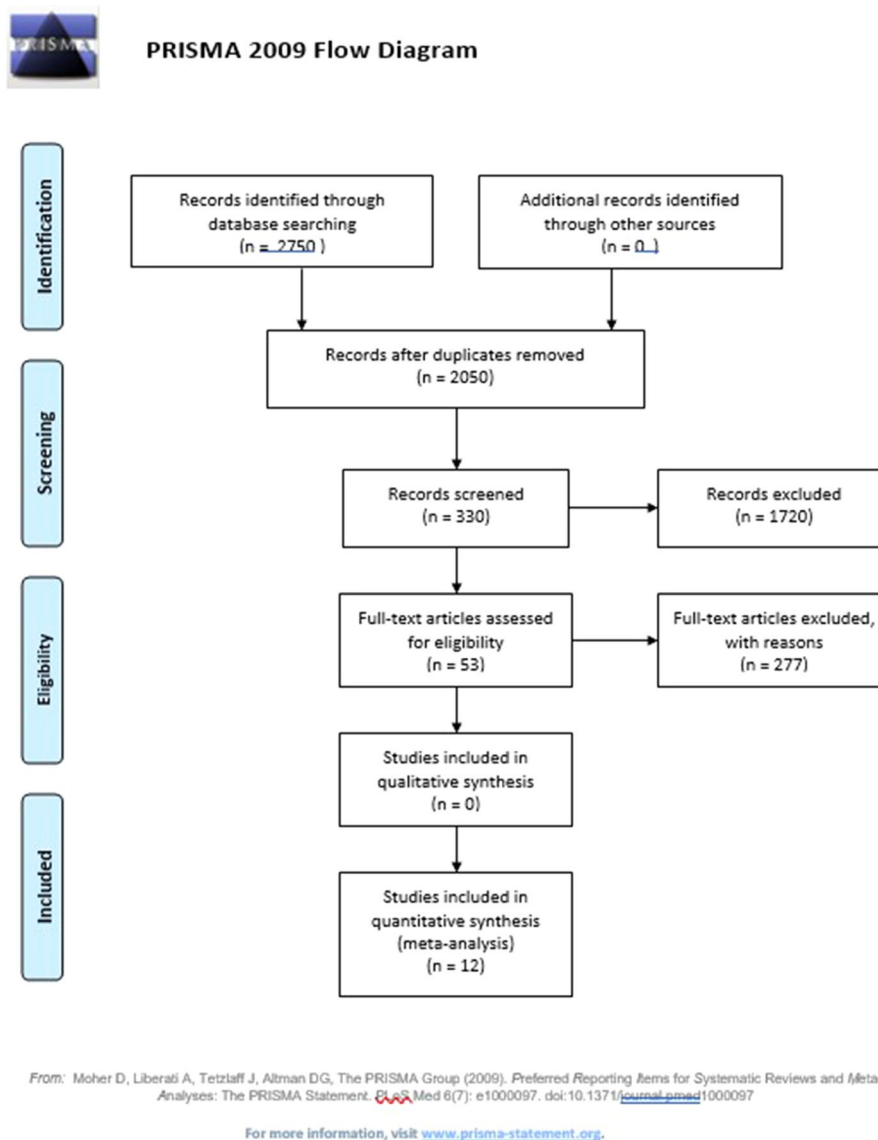 PRISMA
PRISMA 2009 Flow Diagram
Identification
Records identified through
database searching
(n = 2750 )
Additional records identified
through other sources
(n = 0 )
Records after duplicates removed
(n = 2050)
Screening
Records screened
(n = 330)
Records excluded
(n = 1720)
Eligibility
Full-text articles assessed
for eligibility
(n = 53)
Full-text articles excluded,
with reasons
(n = 277)
Studies included in
qualitative synthesis
(n = 0)
Included
Studies included in
quantitative synthesis
(meta-analysis)
(n = 12)
From: Moher D, Liberati A, Tetzlaff J, Altman DG, The PRISMA Group (2009). Preferred Reporting Items for Systematic Reviews and Meta
Analyses: The PRISMA Statement. PLoS Med 6(7): e1000097. doi:10.1371/journal.pmed1000097
For more information, visit www.prisma-statement.org.